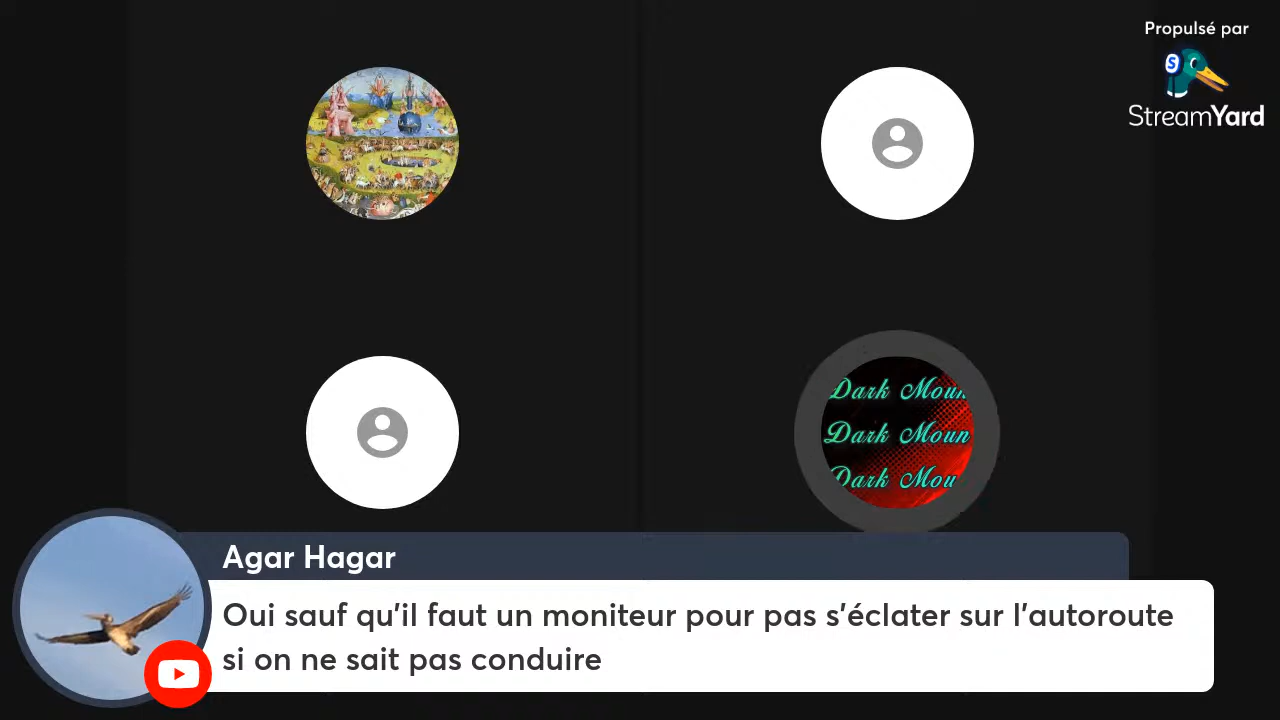 Propulsé par
StreamYard
Dark Moun
Dark Moun
Dark Mou
Agar Hagar
Oui sauf qu'il faut un moniteur pour pas s'éclater sur l'autoroute
si on ne sait pas conduire